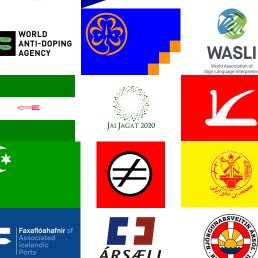 WORLD
ANTI-DOPING
AGENCY
WASLI
World Association of
Sign Language Interpreters
JAI JAGAT 2020
Faxaflóahafnir sf
Associated
Icelandic
Ports
ÁRSÆLL